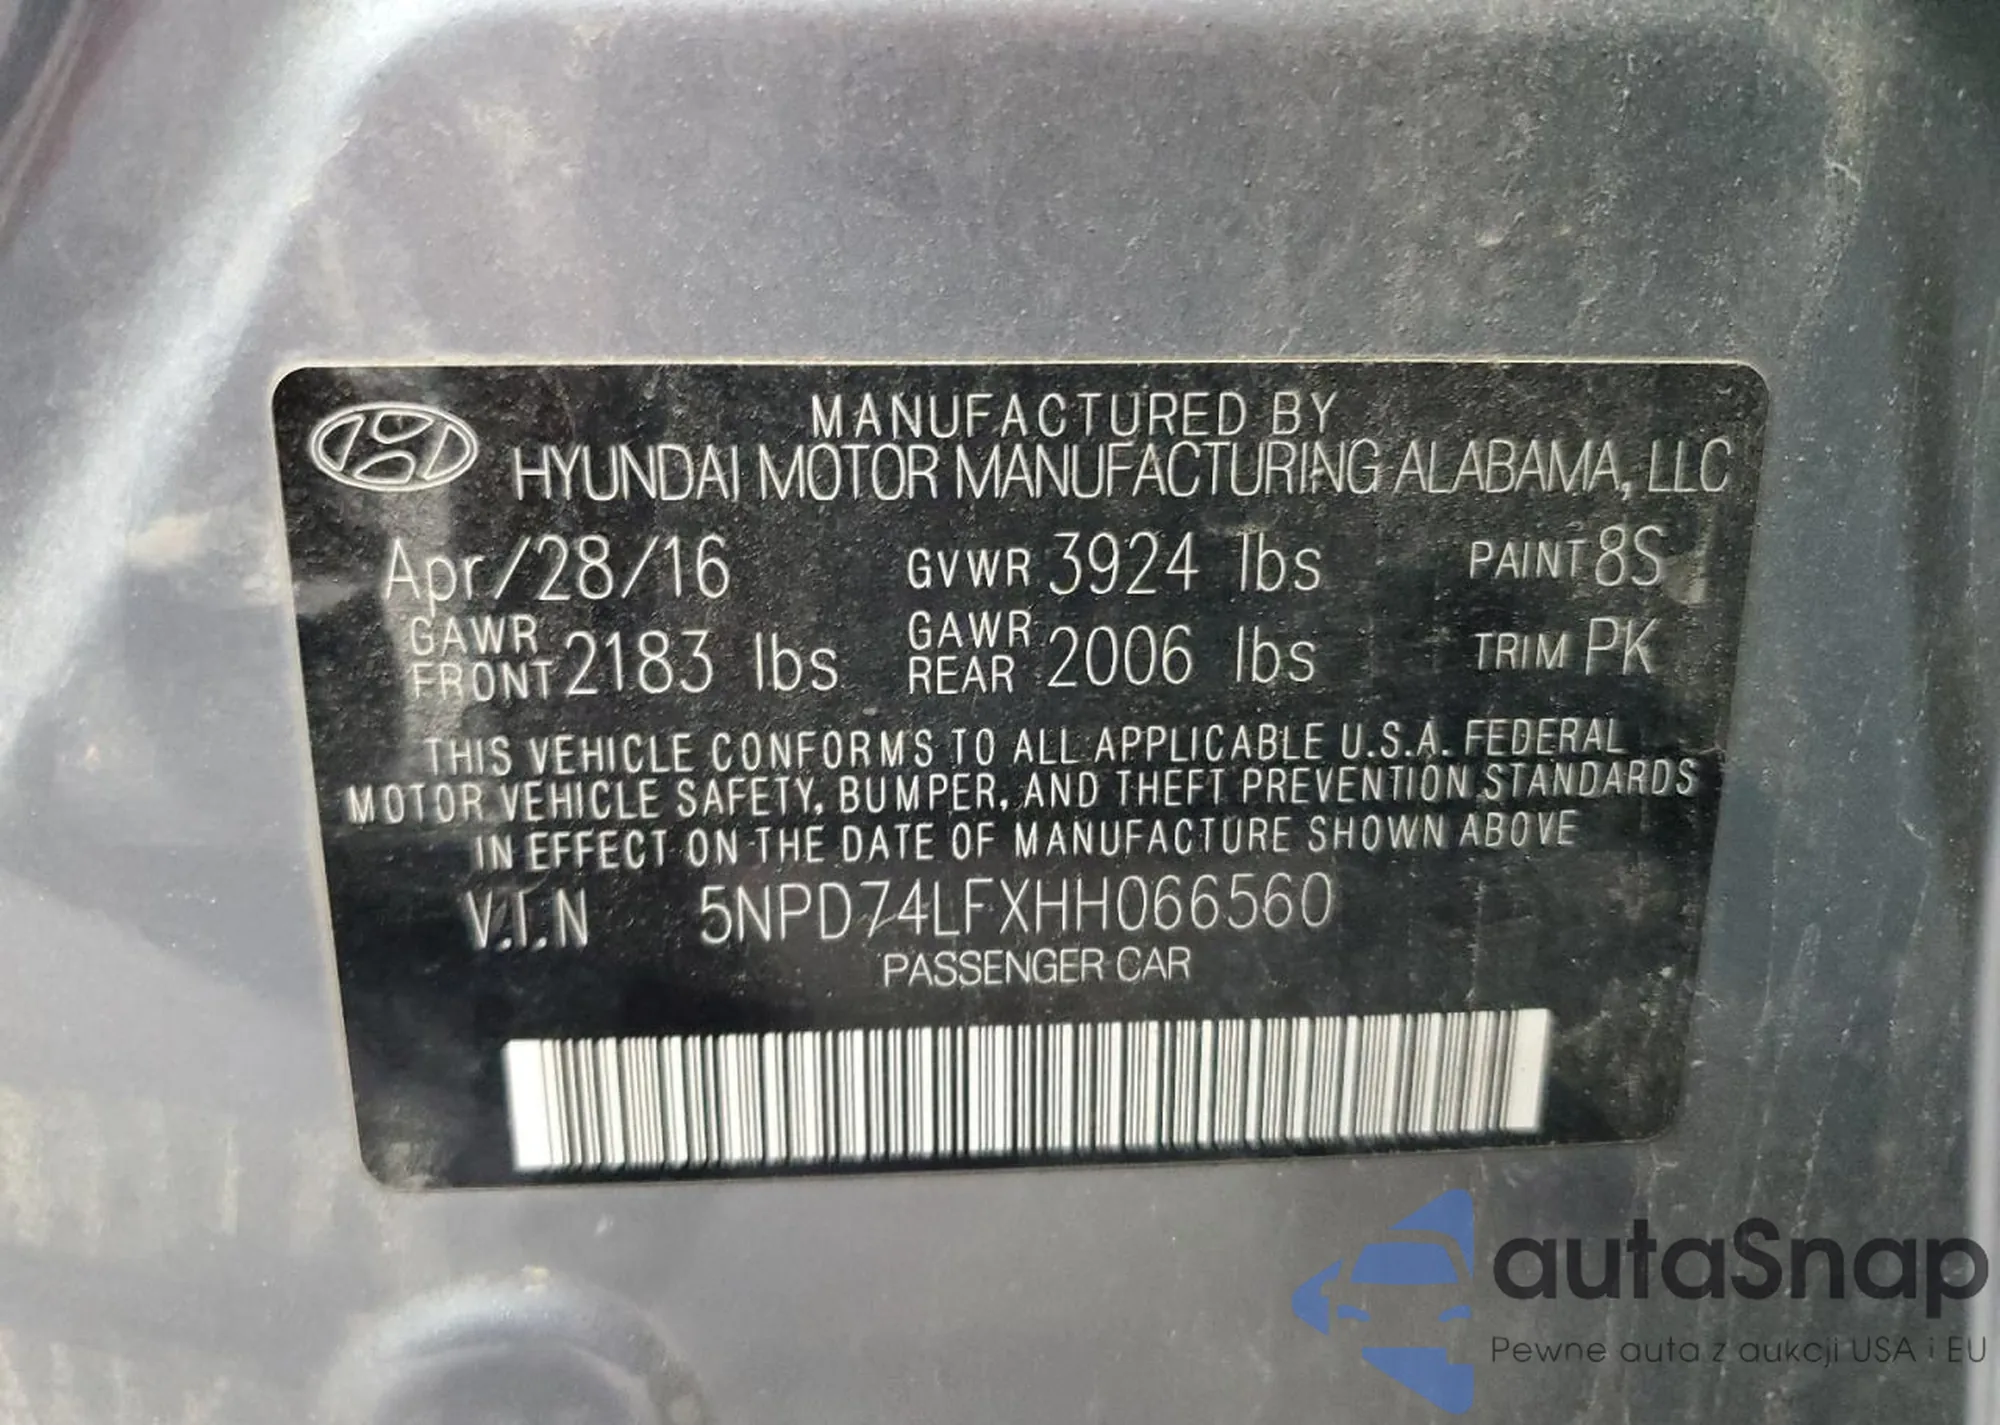 MANUFACTURED BY
HYUNDAI MOTOR MANUFACTURING ALABAMA, LLC
Apr/28/16 GVWR 3924 lbs PAINT 8S
GAWR FRONT 2183 lbs GAWR REAR 2006 lbs TRIM PK
THIS VEHICLE CONFORMS TO ALL APPLICABLE U.S.A. FEDERAL
MOTOR VEHICLE SAFETY, BUMPER, AND THEFT PREVENTION STANDARDS
IN EFFECT ON THE DATE OF MANUFACTURE SHOWN ABOVE
V.I.N 5NPD74LFXHH066560
PASSENGER CAR
autaSnap
Pewne auta z aukcji USA i EU